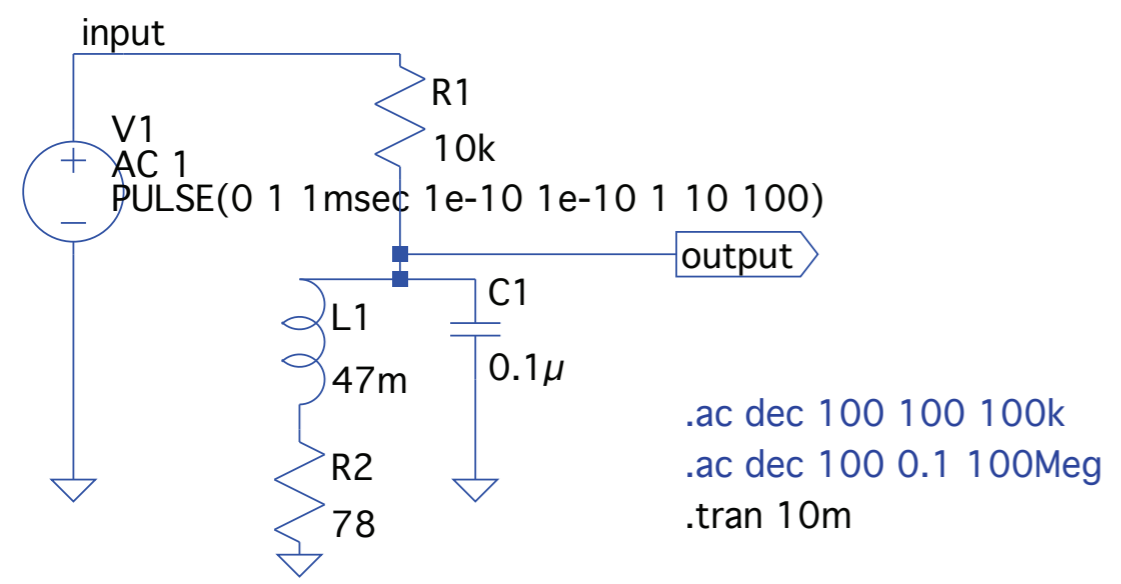 input
R1
10k
V1
AC 1
PULSE(0 1 1msec 1e-10 1e-10 1 10 100)
output
C1
0.1µ
L1
47m
R2
78
.ac dec 100 100 100k
.ac dec 100 0.1 100Meg
.tran 10m